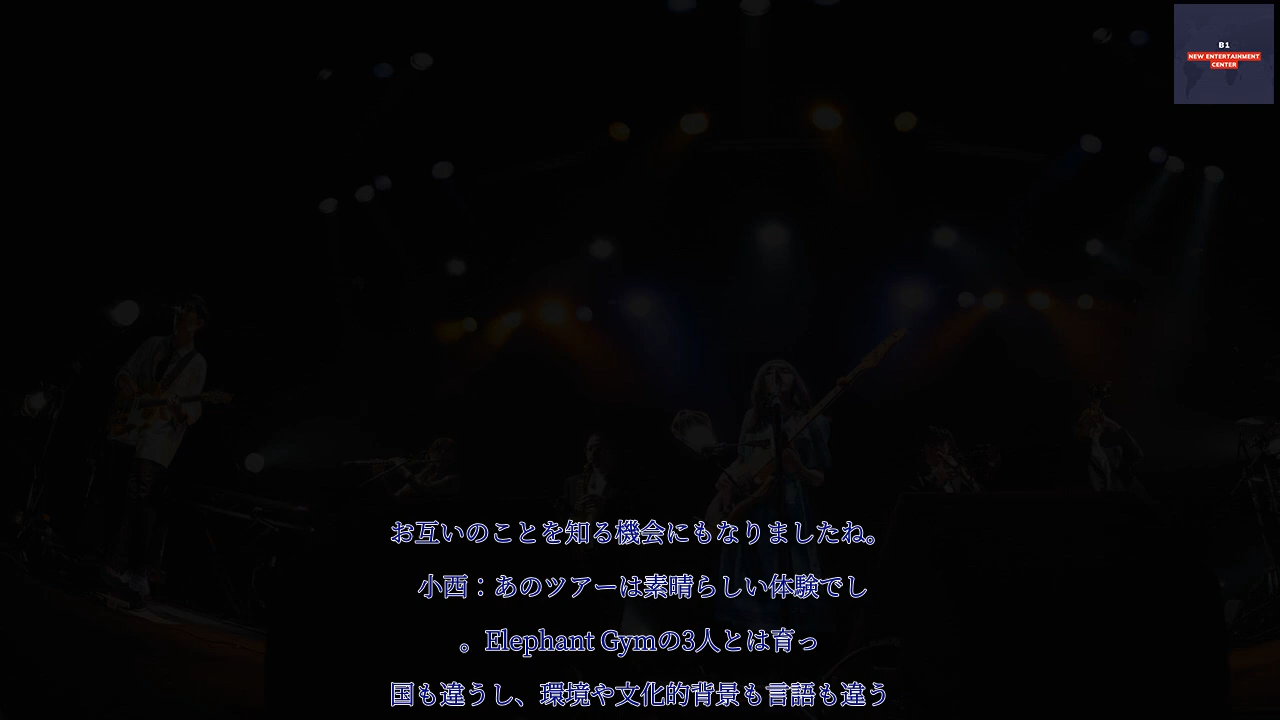 B1
NEW ENTERTAINMENT
CENTER
お互いのことを知る機会にもなりましたね。
小西：あのツアーは素晴らしい体験でし
。Elephant Gymの3人とは育っ
国も違うし、環境や文化的背景も言語も違う